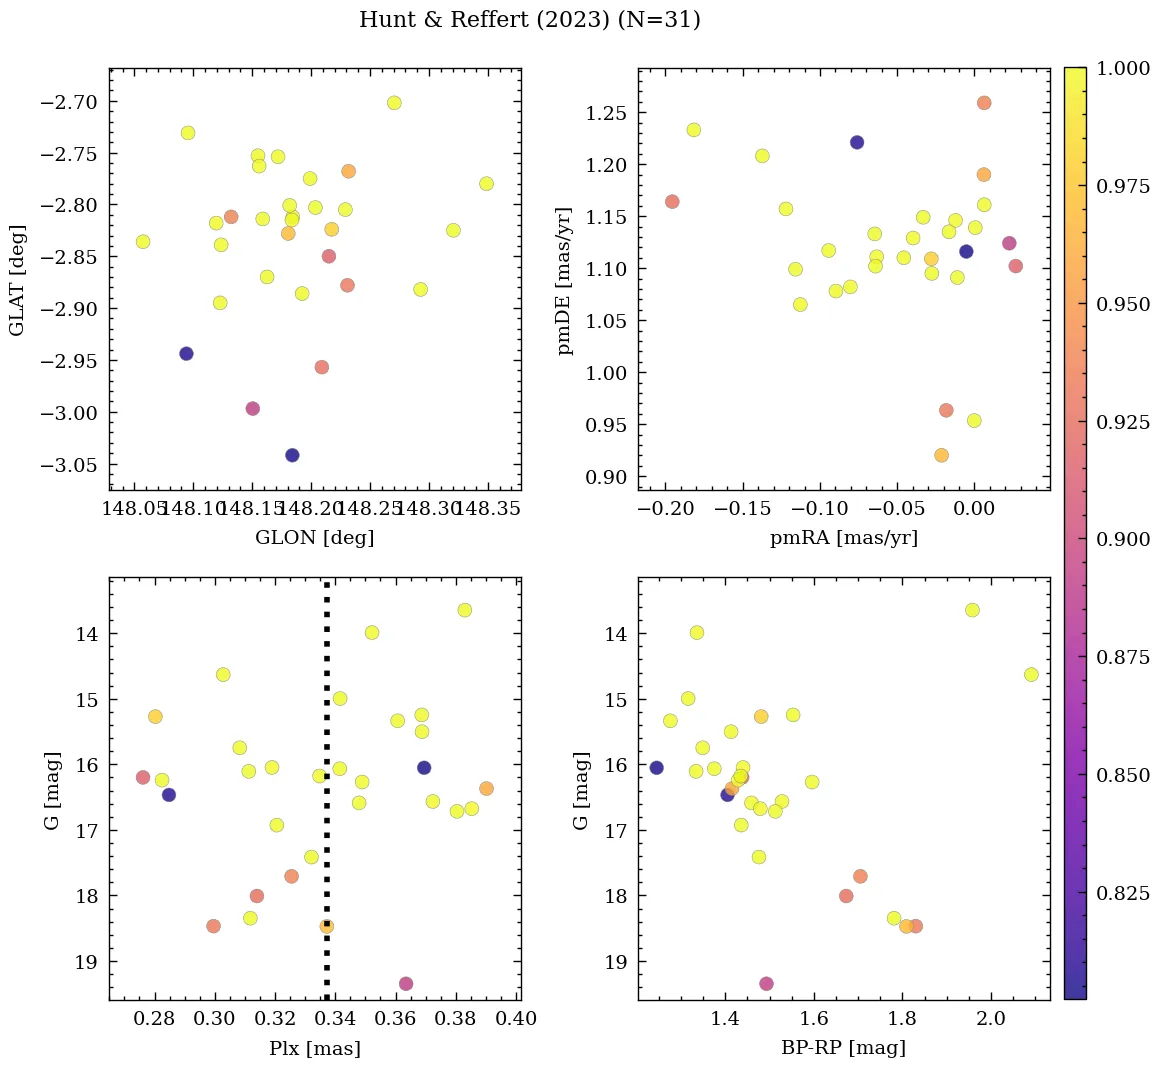 Hunt & Reffert (2023) (N=31)
−2.70
−2.75
−2.80
−2.85
−2.90
−2.95
−3.00
−3.05
GLAT [deg]
148.05 148.10 148.15 148.20 148.25 148.30 148.35
GLON [deg]
1.25
1.20
1.15
1.10
1.05
1.00
0.95
0.90
pmDE [mas/yr]
−0.20 −0.15 −0.10 −0.05 0.00
pmRA [mas/yr]
14
15
16
17
18
19
G [mag]
0.28 0.30 0.32 0.34 0.36 0.38 0.40
Plx [mas]
14
15
16
17
18
19
G [mag]
1.4 1.6 1.8 2.0
BP-RP [mag]
1.000
0.975
0.950
0.925
0.900
0.875
0.850
0.825